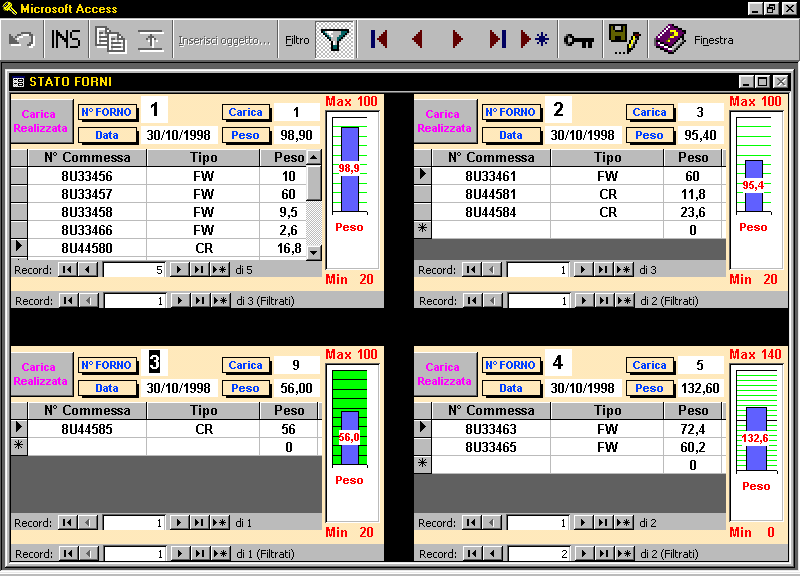 Microsoft Access
INS Inserisci oggetto... Filtro Finestra
STATO FORNI
Carica Realizzata N° FORNO 1 Carica 1 Max 100
Data 30/10/1998 Peso 98,90
N° Commessa Tipo Peso
8U33456 FW 10
8U33457 FW 60
8U33458 FW 9,5
8U33466 FW 2,6
8U44580 CR 16,8
98,9
Peso
Record: 5 di 5
Min 20
Record: 1 di 3 (Filtrati)
Carica Realizzata N° FORNO 2 Carica 3 Max 100
Data 30/10/1998 Peso 95,40
N° Commessa Tipo Peso
8U33461 FW 60
8U44581 CR 11,8
8U44584 CR 23,6
0
95,4
Peso
Record: 1 di 3
Min 20
Record: 1 di 2 (Filtrati)
Carica Realizzata N° FORNO 3 Carica 9 Max 100
Data 30/10/1998 Peso 56,00
N° Commessa Tipo Peso
8U44585 CR 56
0
56,0
Peso
Record: 1 di 1
Min 20
Record: 1 di 1 (Filtrati)
Carica Realizzata N° FORNO 4 Carica 5 Max 140
Data 30/10/1998 Peso 132,60
N° Commessa Tipo Peso
8U33463 FW 72,4
8U33465 FW 60,2
0
132,6
Peso
Record: 1 di 2
Min 0
Record: 2 di 2 (Filtrati)